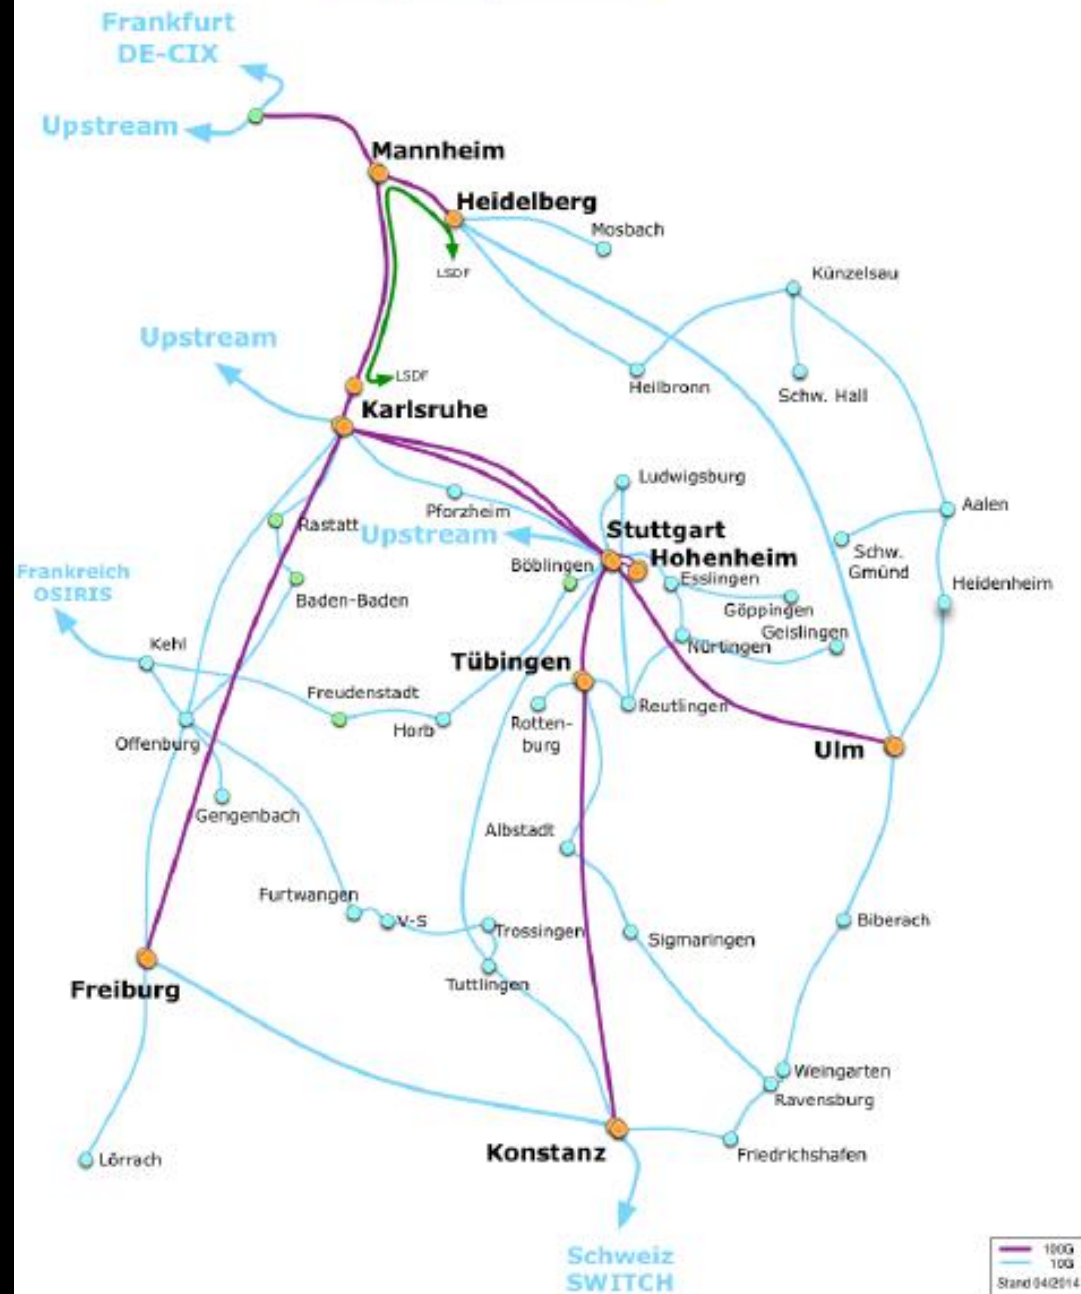 Frankfurt
DE-CIX
Upstream
Mannheim
Heidelberg
Mosbach
LSDF
Künzelsau
Upstream
LSDF
Heilbronn
Schw. Hall
Karlsruhe
Ludwigsburg
Pforzheim
Aalen
Rastatt
Upstream
Stuttgart
Schw.
Gmünd
Hohenheim
Böblingen
Esslingen
Heidenheim
Frankreich
OSIRIS
Baden-Baden
Göppingen
Geislingen
Kehl
Nürtingen
Tübingen
Freudenstadt
Reutlingen
Rotten-
burg
Horb
Offenburg
Ulm
Gengenbach
Albstadt
Furtwangen
V-S
Trossingen
Sigmaringen
Biberach
Tuttlingen
Freiburg
Weingarten
Ravensburg
Konstanz
Friedrichshafen
Lörrach
Schweiz
SWITCH
100G
10G
Stand 04/2014